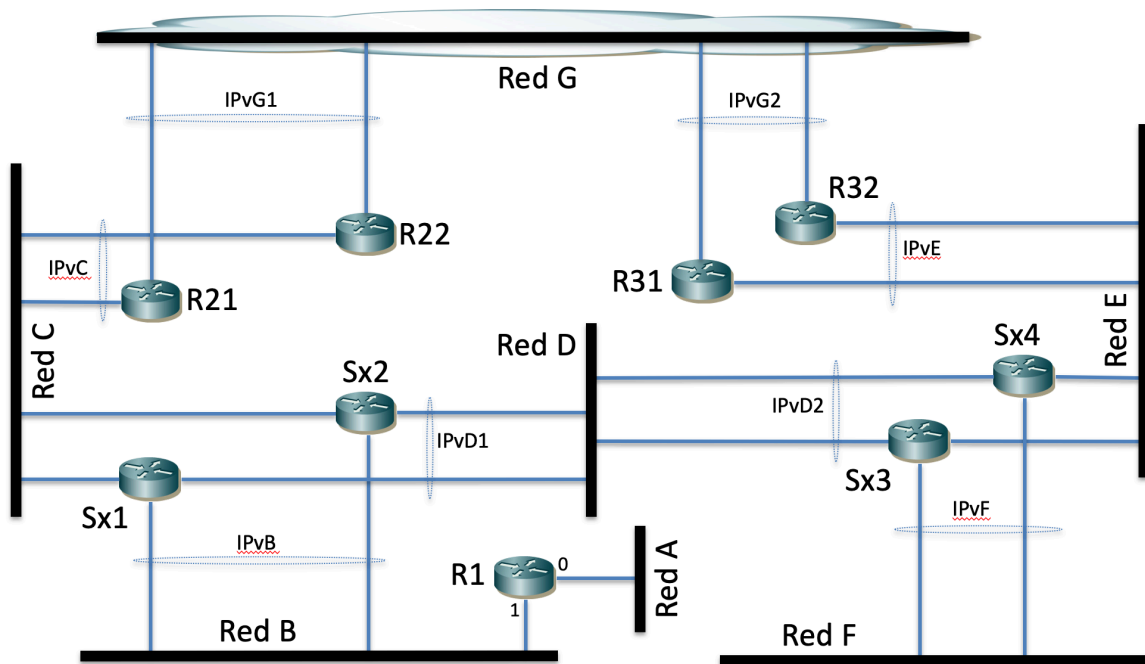 Red G
IPvG1
IPvG2
R32
R22
IPvE
IPvC
R31
R21
Red E
Red C
Red D
Sx4
Sx2
IPvD2
IPvD1
Sx3
Sx1
IPvF
IPvB
R1
0
1
Red A
Red B
Red F